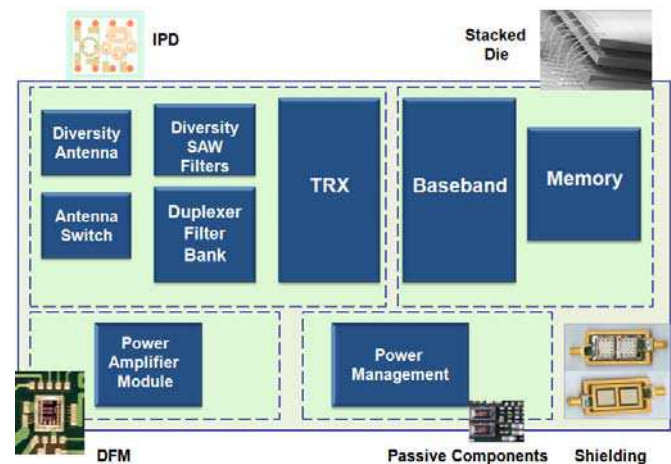 IPD
Stacked
Die
Diversity
Antenna
Diversity
SAW
Filters
TRX
Baseband
Memory
Antenna
Switch
Duplexer
Filter
Bank
Power
Amplifier
Module
Power
Management
DFM
Passive Components
Shielding